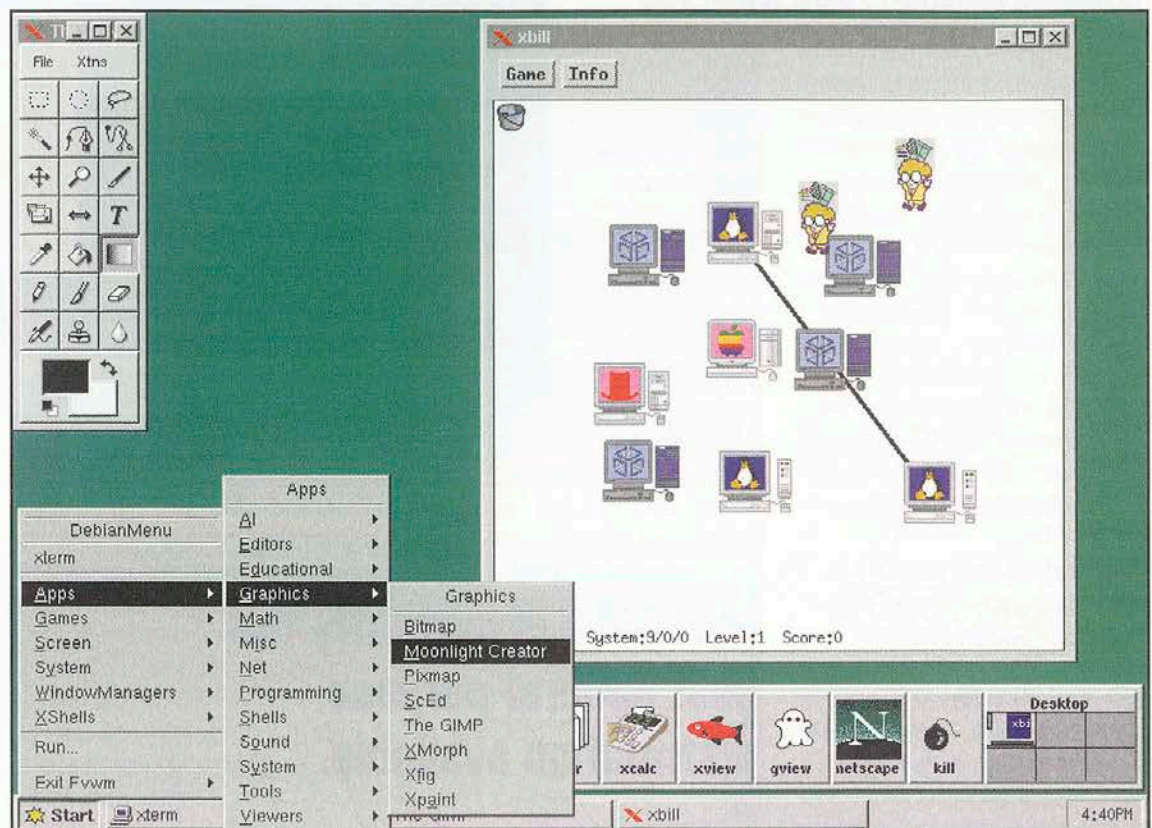 xbill
File Xtns
Game Info
T
System:9/0/0 Level:1 Score:0
DebianMenu
xterm
Apps
Games
Screen
System
WindowManagers
XShells
Run...
Exit Fvwm
Apps
AI
Editors
Educational
Graphics
Math
Misc
Net
Programming
Shells
Sound
System
Tools
Viewers
Graphics
Bitmap
Moonlight Creator
Pixmap
ScEd
The GIMP
XMorph
Xfig
Xpaint
xcalc xview gview netscape kill
N
Desktop
xbi
Start xterm The GIMP xbill 4:40PM